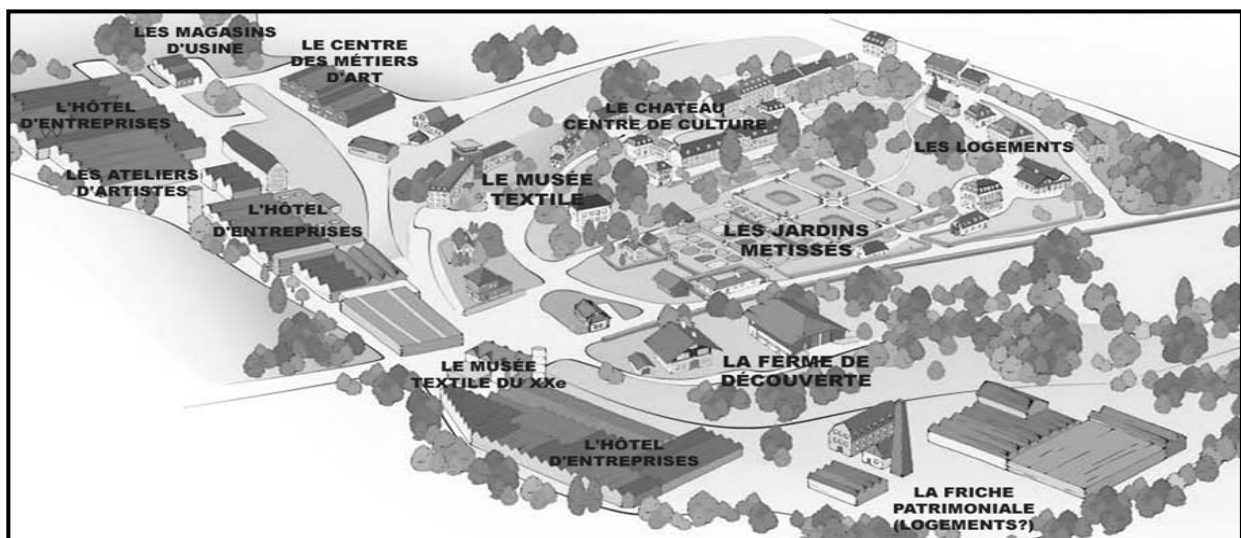 LES MAGASINS
D'USINE
LE CENTRE
DES MÉTIERS
D'ART
L'HÔTEL
D'ENTREPRISES
LE CHATEAU
CENTRE DE CULTURE
LES LOGEMENTS
LES ATELIERS
D'ARTISTES
LE MUSÉE
TEXTILE
L'HÔTEL
D'ENTREPRISES
LES JARDINS
METISSÉS
LE MUSÉE
TEXTILE DU XXe
LA FERME DE
DÉCOUVERTE
L'HÔTEL
D'ENTREPRISES
LA FRICHE
PATRIMONIALE
(LOGEMENTS?)